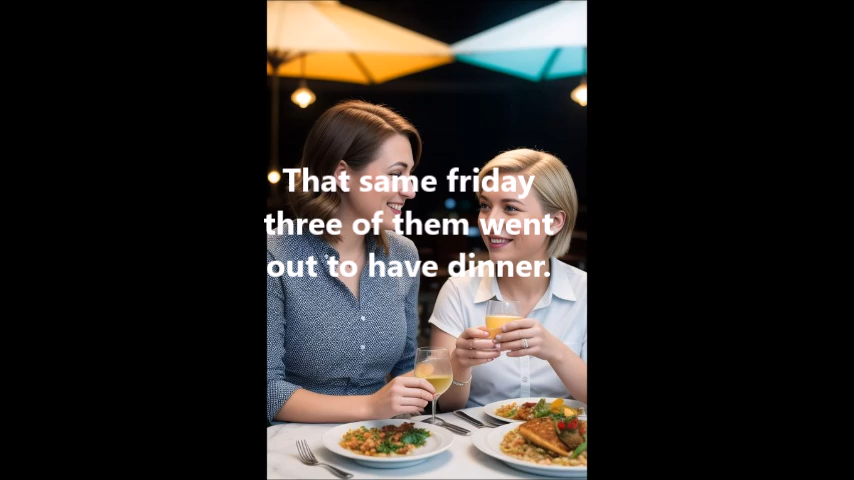 That same friday
three of them went
out to have dinner.